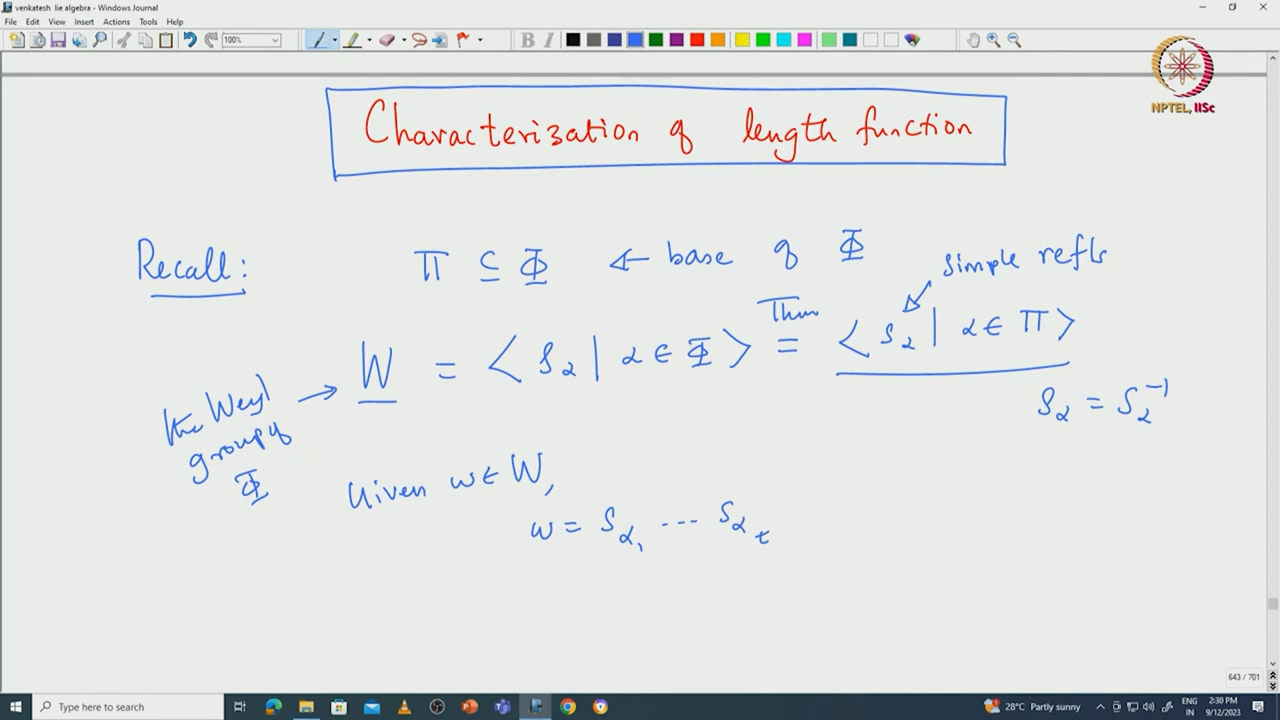 venkatesh lie algebra - Windows Journal
File Edit View Insert Actions Tools Help
100%
B I
NPTEL, IISc
Characterization of length function
Recall: Π ⊆ Φ ← base of Φ
simple refls
W = < s_α | α ∈ Φ > Thm = < s_α | α ∈ Π >
s_α = s_α^{-1}
the Weyl group of Φ →
Given w ∈ W,
w = s_{α_1} --- s_{α_t}
643 / 701
Type here to search
28°C Partly sunny
ENG IN
2:30 PM
9/12/2023